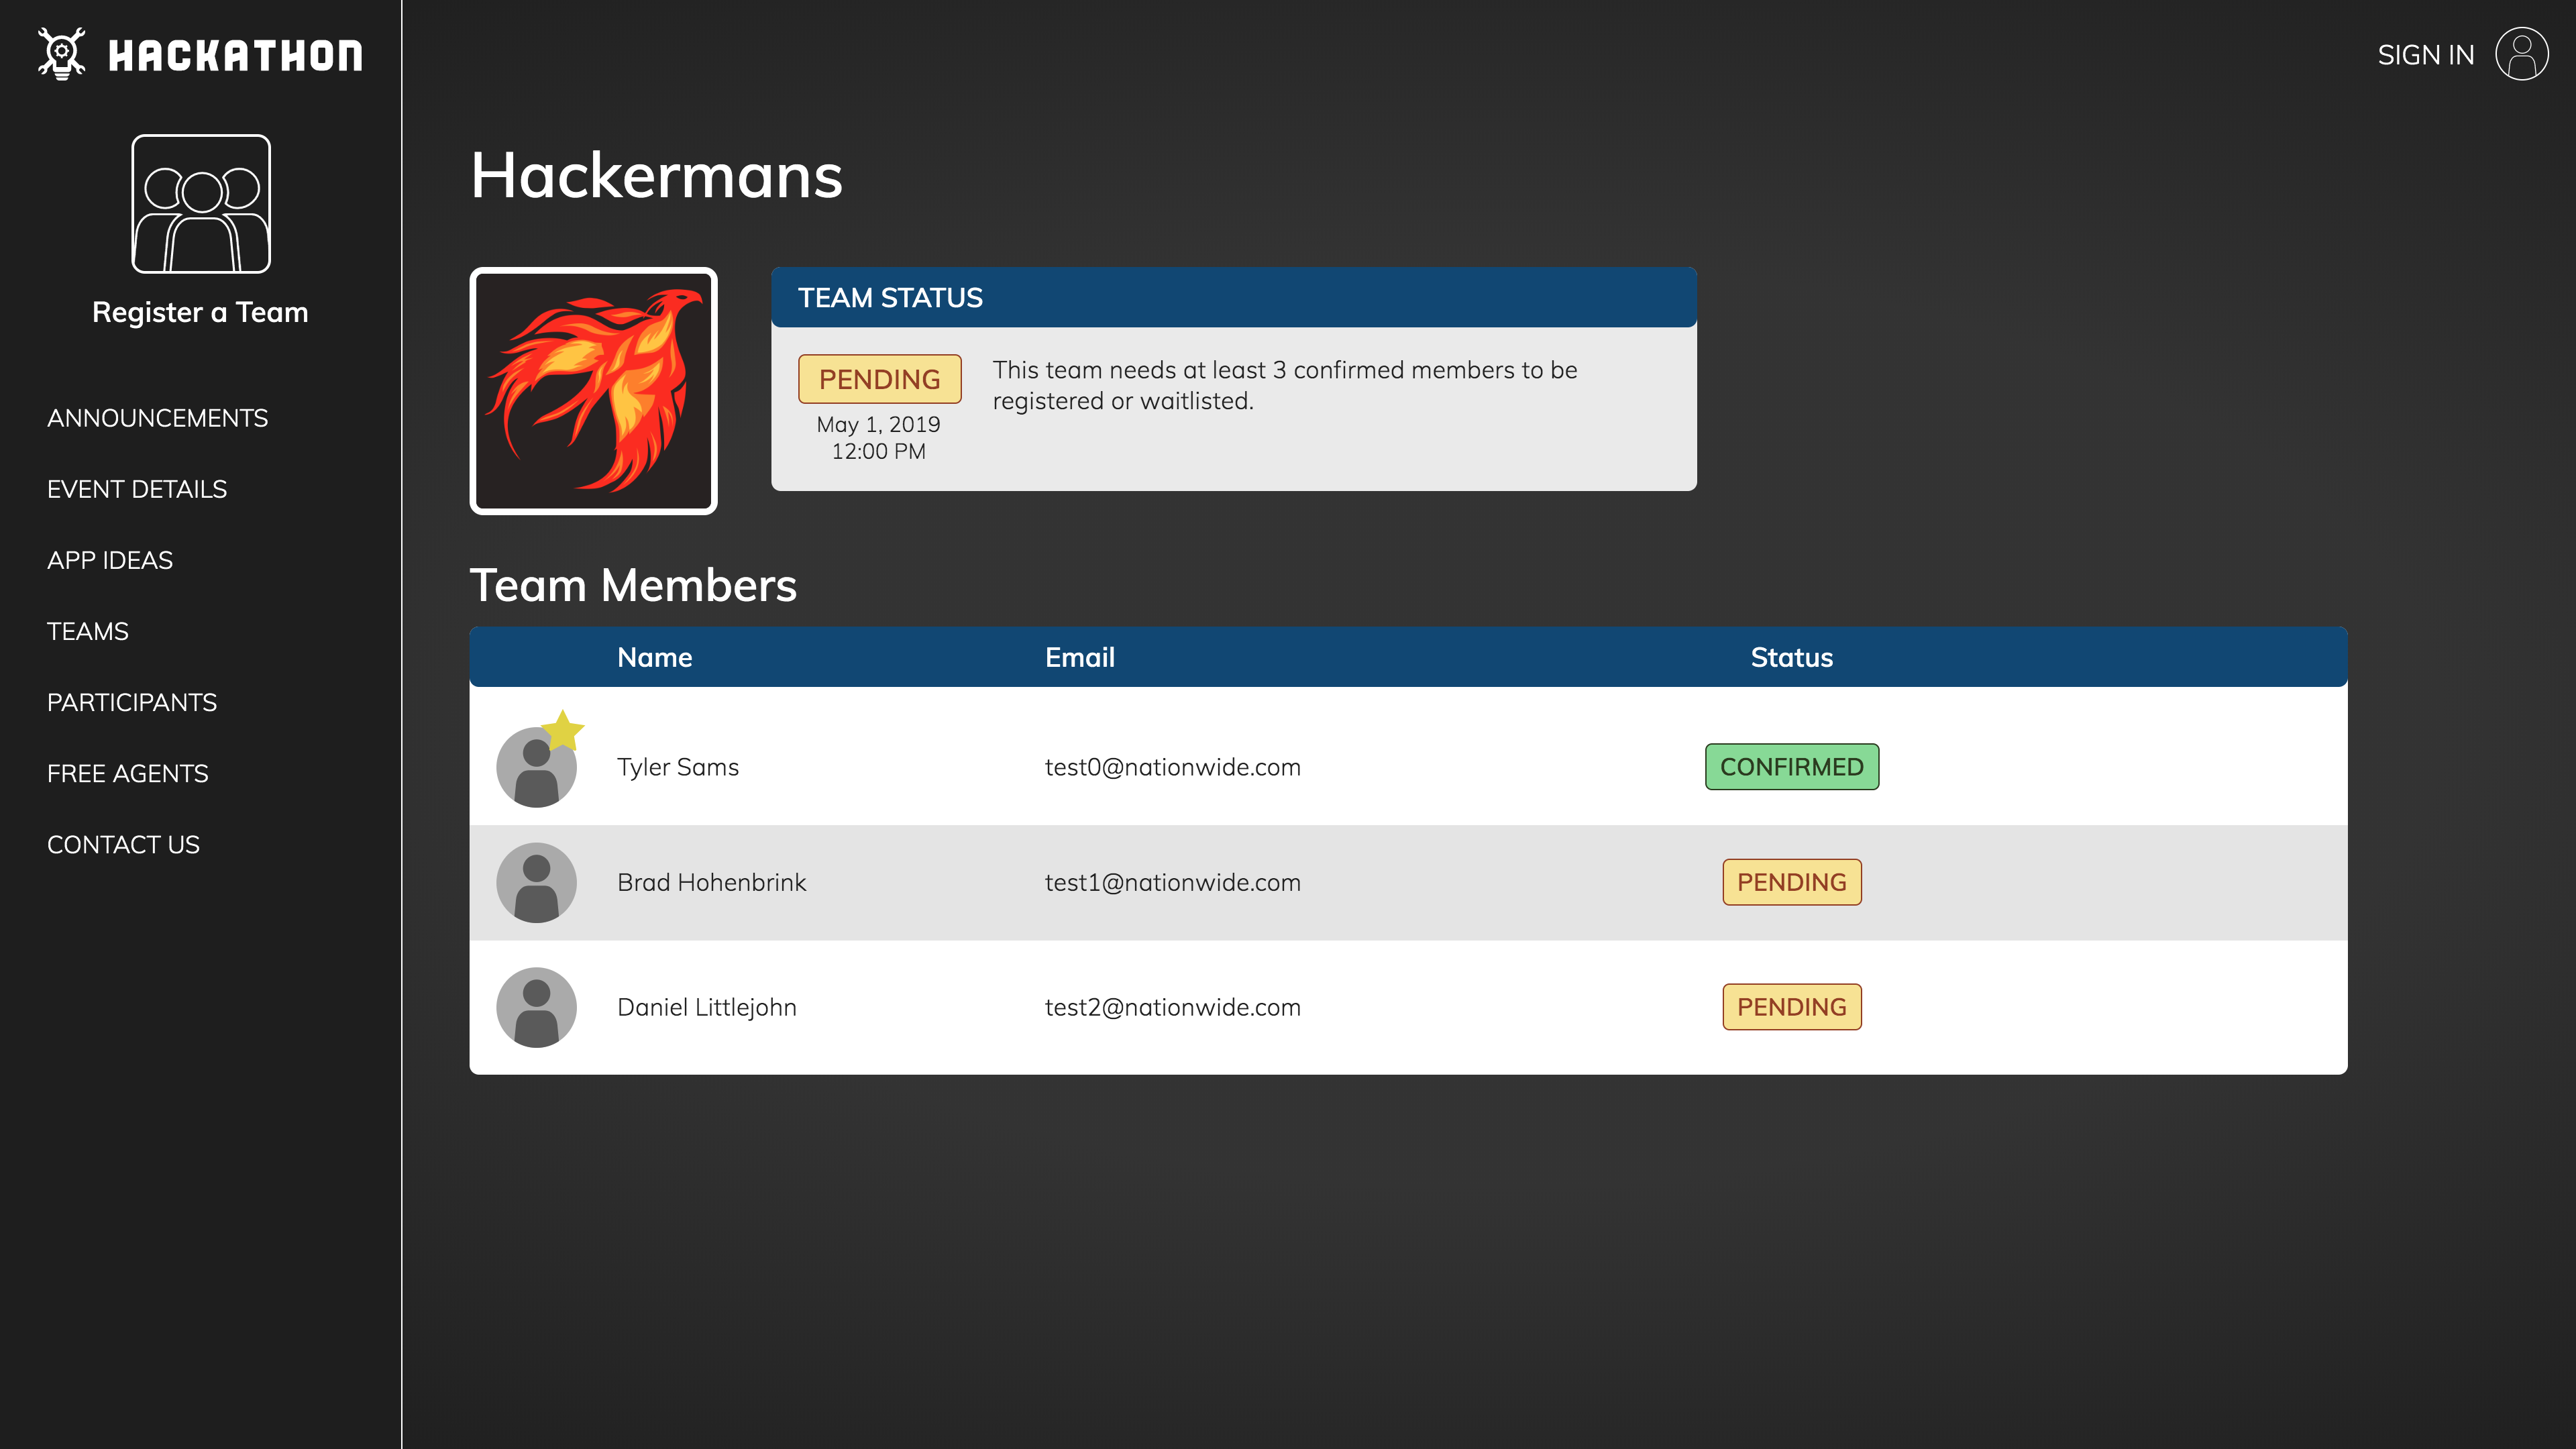 HACKATHON
SIGN IN
Register a Team
ANNOUNCEMENTS
EVENT DETAILS
APP IDEAS
TEAMS
PARTICIPANTS
FREE AGENTS
CONTACT US
Hackermans
TEAM STATUS
PENDING
May 1, 2019
12:00 PM
This team needs at least 3 confirmed members to be
registered or waitlisted.
Team Members
Name Email Status
Tyler Sams test0@nationwide.com CONFIRMED
Brad Hohenbrink test1@nationwide.com PENDING
Daniel Littlejohn test2@nationwide.com PENDING